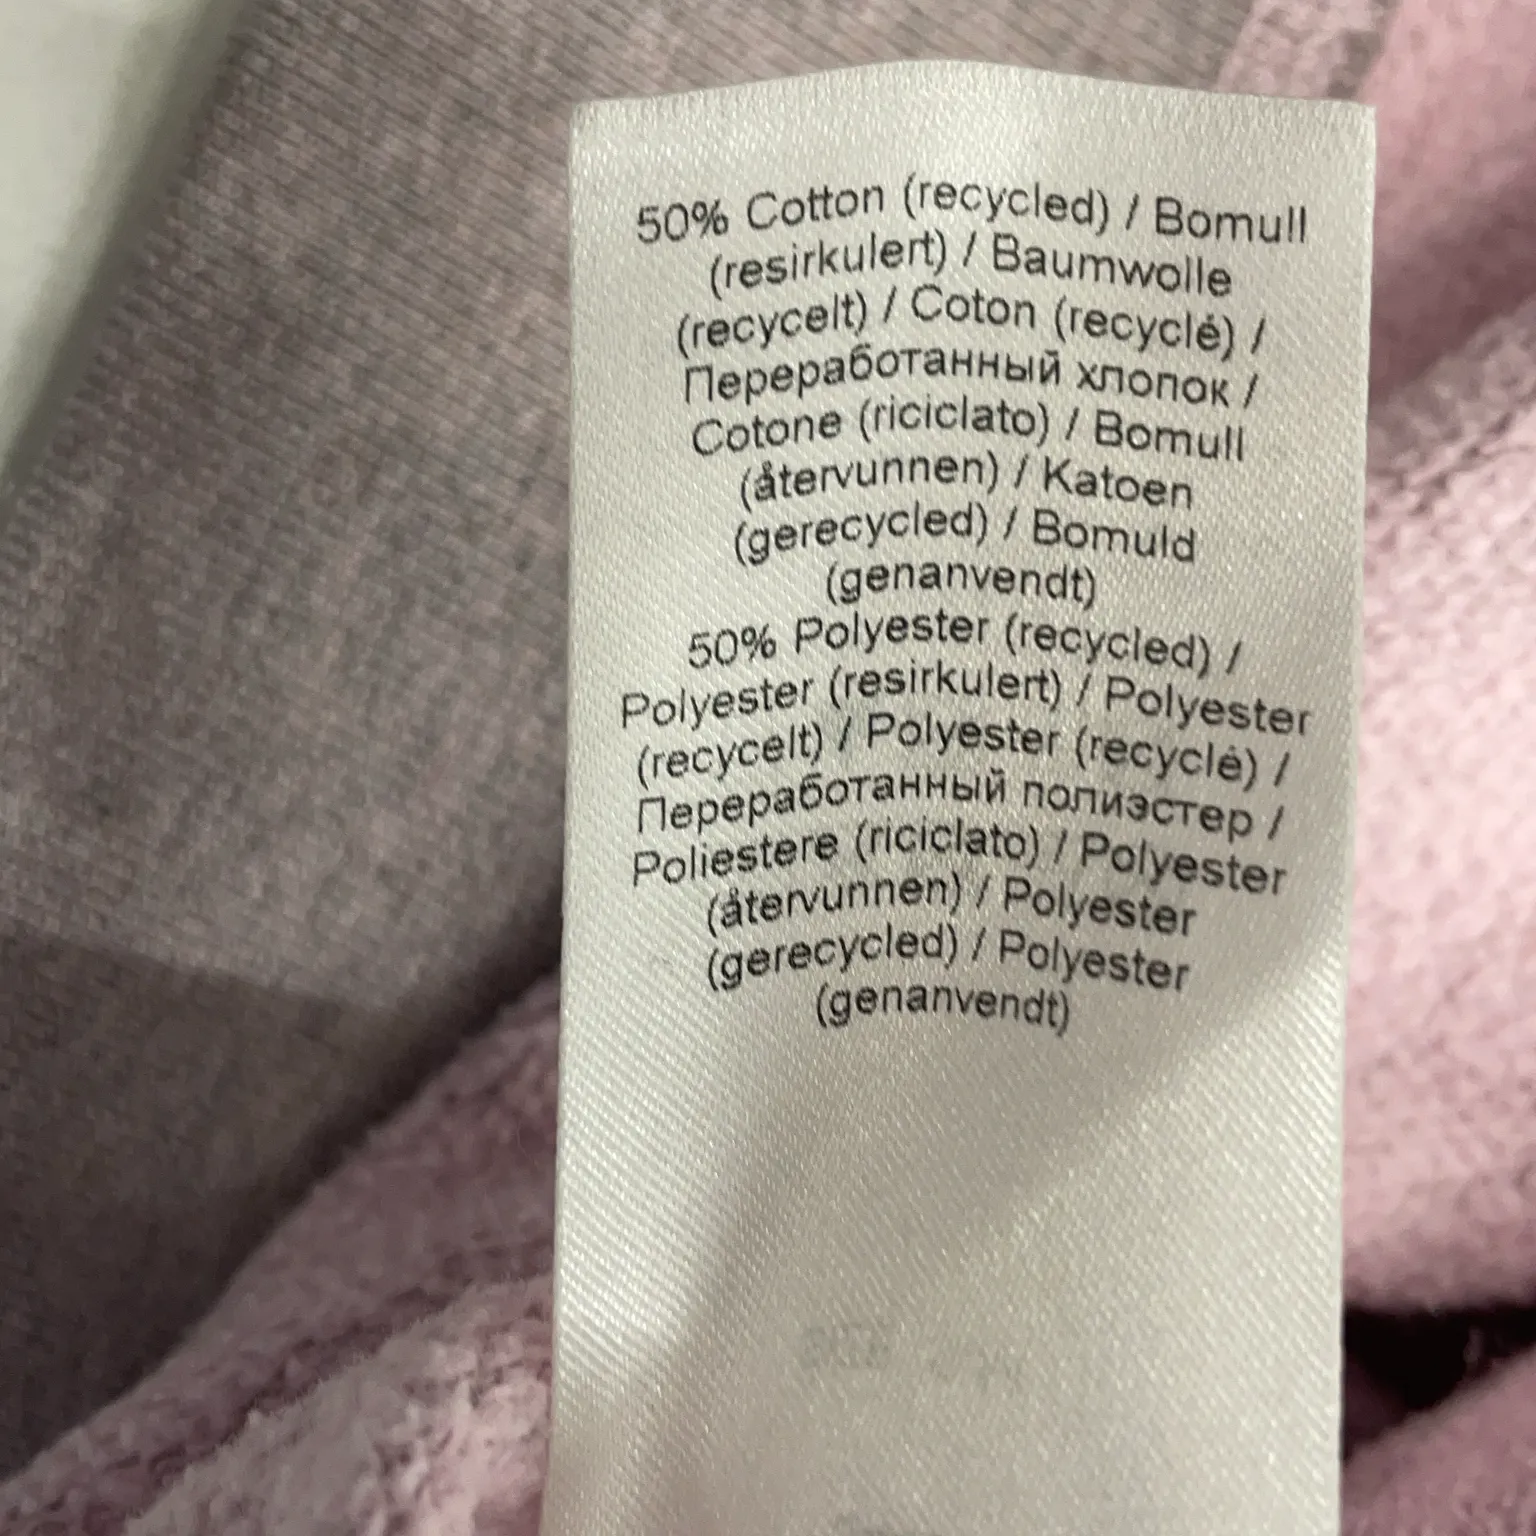 50% Cotton (recycled) / Bomull
(resirkulert) / Baumwolle
(recycelt) / Coton (recyclé) /
Переработанный хлопок /
Cotone (riciclato) / Bomull
(återvunnen) / Katoen
(gerecycled) / Bomuld
(genanvendt)
50% Polyester (recycled) /
Polyester (resirkulert) / Polyester
(recycelt) / Polyester (recyclé) /
Переработанный полиэстер /
Poliestere (riciclato) / Polyester
(återvunnen) / Polyester
(gerecycled) / Polyester
(genanvendt)